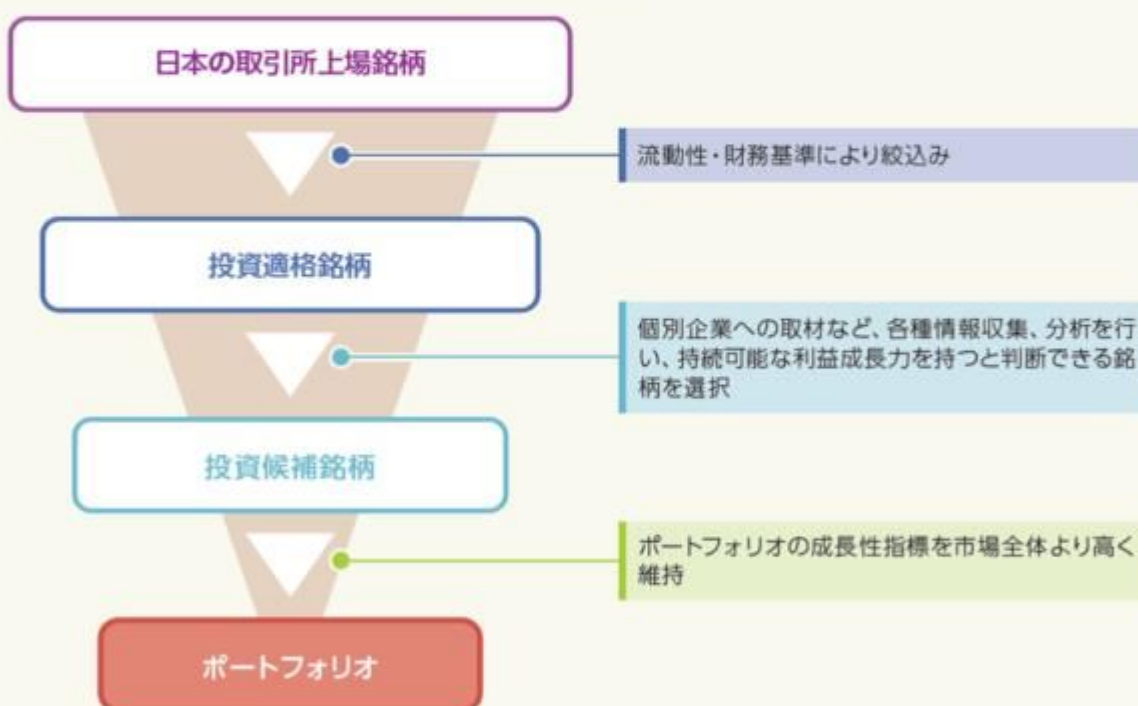 日本の取引所上場銘柄
流動性・財務基準により絞込み
投資適格銘柄
個別企業への取材など、各種情報収集、分析を行
い、持続可能な利益成長力を持つと判断できる銘
柄を選択
投資候補銘柄
ポートフォリオの成長性指標を市場全体より高く
維持
ポートフォリオ